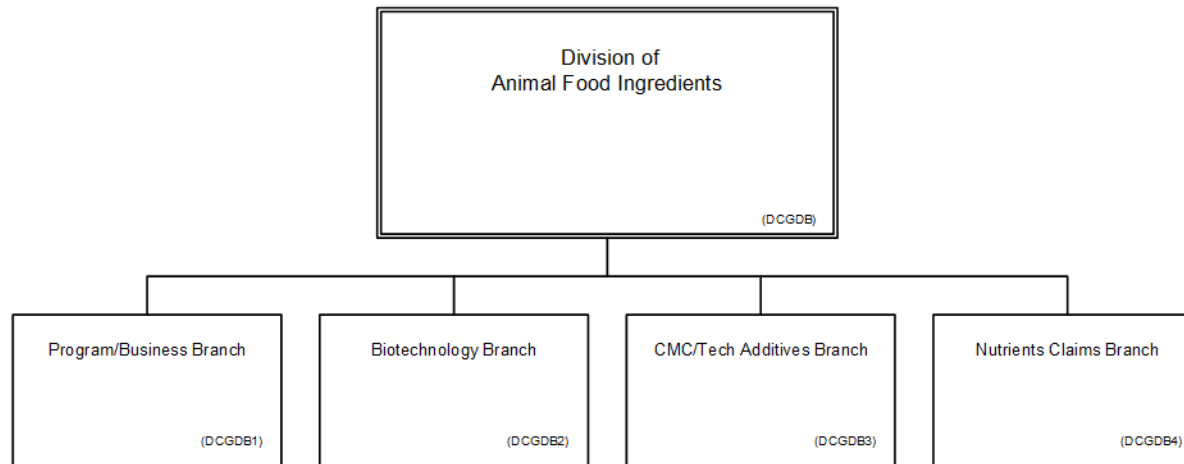 Division of
Animal Food Ingredients
(DCGDB)
Program/Business Branch
(DCGDB1)
Biotechnology Branch
(DCGDB2)
CMC/Tech Additives Branch
(DCGDB3)
Nutrients Claims Branch
(DCGDB4)